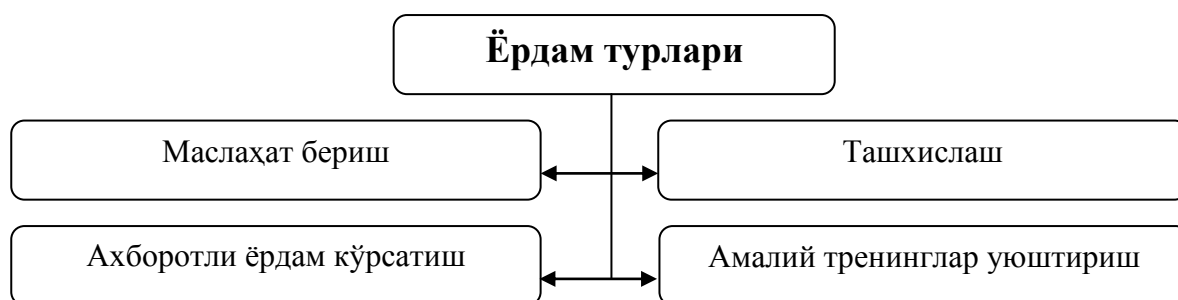 Ёрдам турлари
Маслаҳат бериш
Ташхислаш
Ахборотли ёрдам кўрсатиш
Амалий тренинглар уюштириш